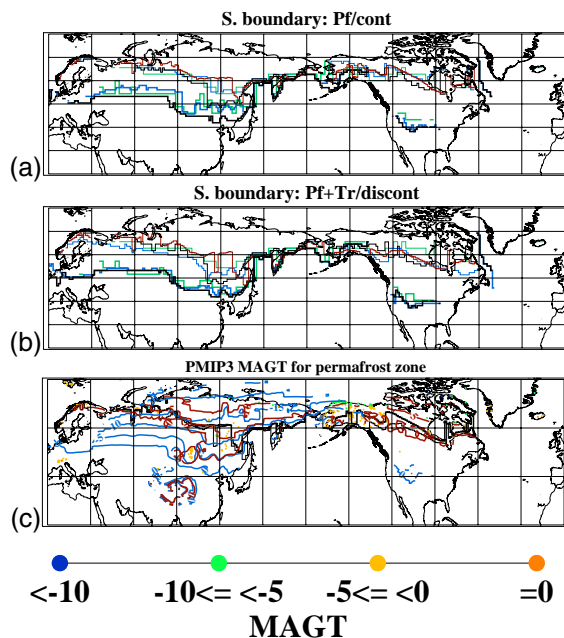 S. boundary: Pf/cont
(a)
S. boundary: Pf+Tr/discont
(b)
PMIP3 MAGT for permafrost zone
(c)
<-10 -10<= <-5 -5<= <0 =0
MAGT